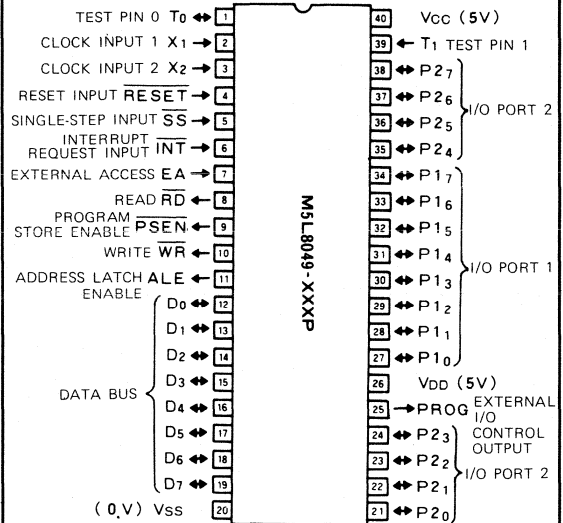 TEST PIN 0 T0 ↔ 1
CLOCK INPUT 1 X1 → 2
CLOCK INPUT 2 X2 → 3
RESET INPUT RESET → 4
SINGLE-STEP INPUT SS → 5
INTERRUPT
REQUEST INPUT INT → 6
EXTERNAL ACCESS EA → 7
READ RD ← 8
PROGRAM
STORE ENABLE PSEN ← 9
WRITE WR ← 10
ADDRESS LATCH ALE ← 11
ENABLE
D0 ↔ 12
D1 ↔ 13
D2 ↔ 14
D3 ↔ 15
DATA BUS
D4 ↔ 16
D5 ↔ 17
D6 ↔ 18
D7 ↔ 19
(0V) VSS 20
M5L8049-XXXP
40 VCC (5V)
39 ← T1 TEST PIN 1
38 ↔ P27
37 ↔ P26
I/O PORT 2
36 ↔ P25
35 ↔ P24
34 ↔ P17
33 ↔ P16
32 ↔ P15
31 ↔ P14
I/O PORT 1
30 ↔ P13
29 ↔ P12
28 ↔ P11
27 ↔ P10
26 VDD (5V)
25 → PROG EXTERNAL
I/O
CONTROL
OUTPUT
24 ↔ P23
23 ↔ P22
I/O PORT 2
22 ↔ P21
21 ↔ P20